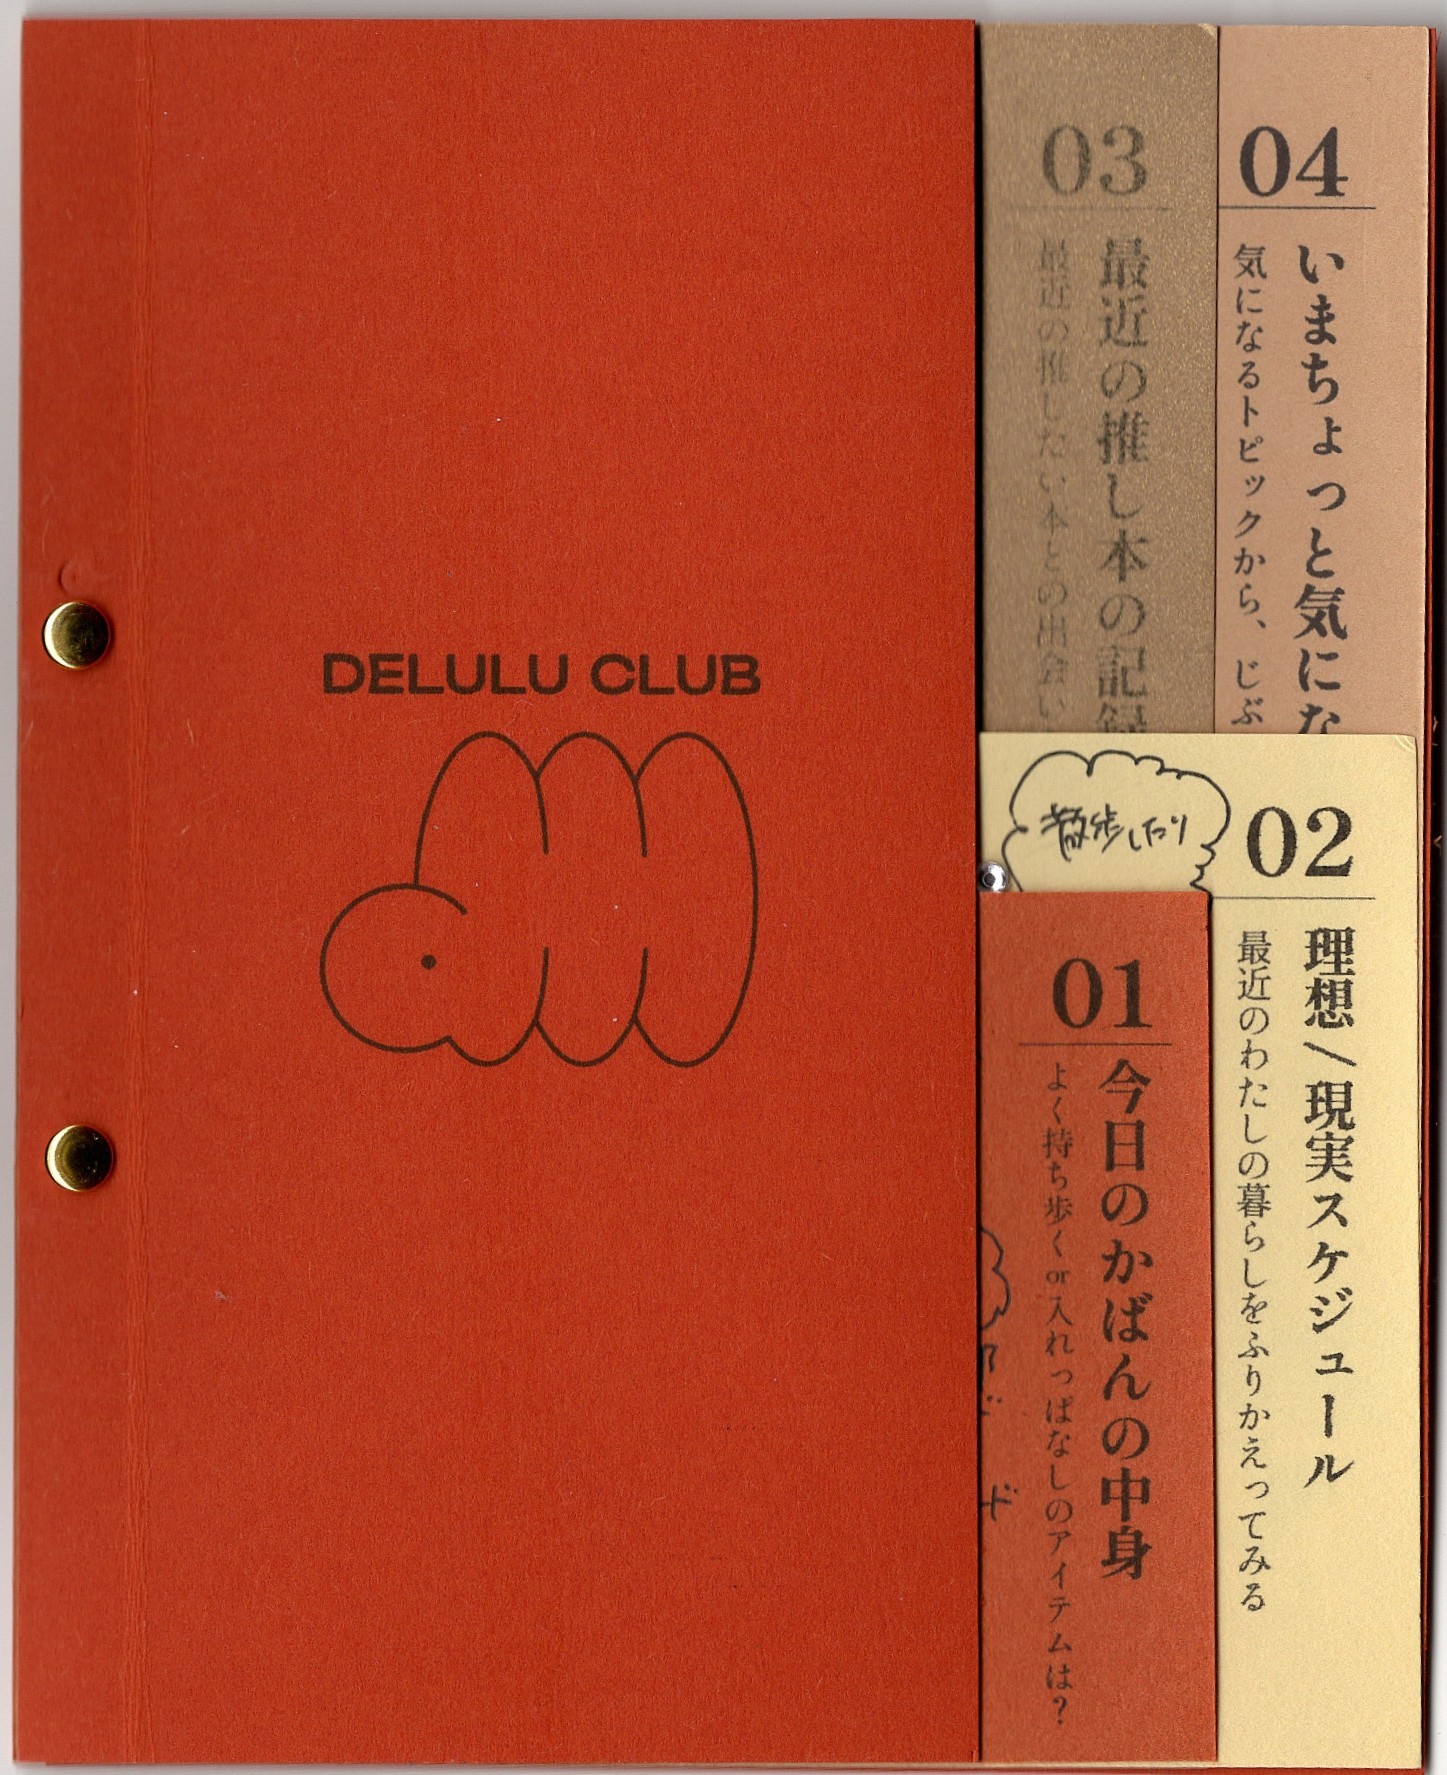 DELULU CLUB
03
最近の推し本の記録
最近の推したい本との出会い
04
いまちょっと気にな
気になるトピックから、じぶ
散歩したり
02
理想/現実スケジュール
最近のわたしの暮らしをふりかえってみる
01
今日のかばんの中身
よく持ち歩くor入れっぱなしのアイテムは?
ド